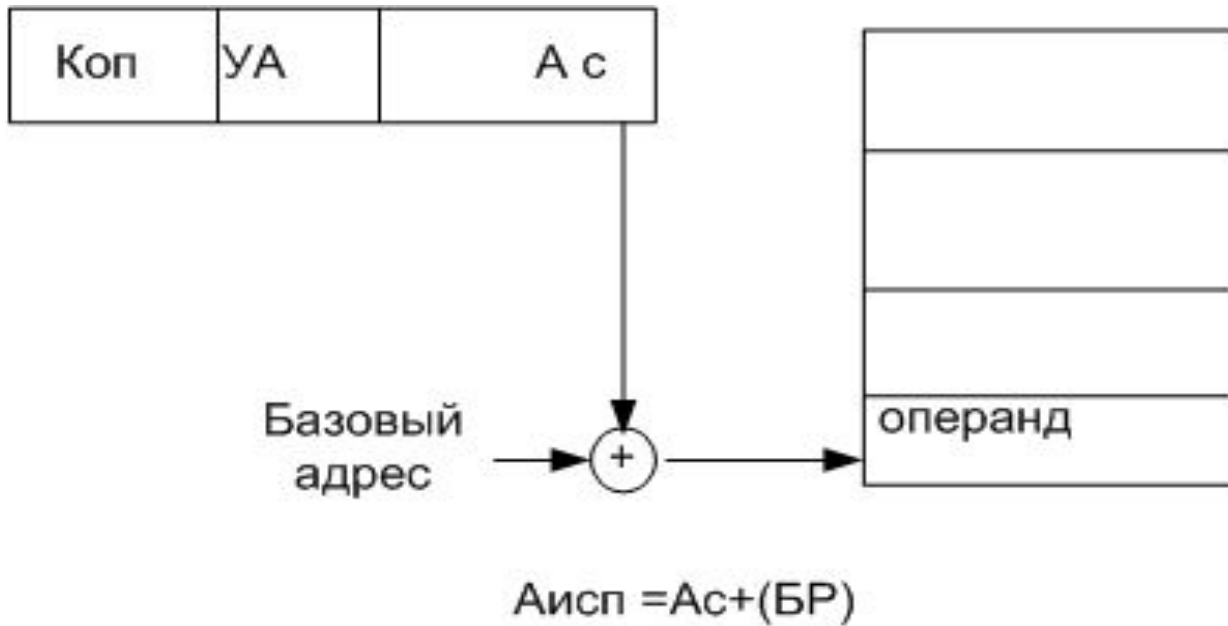 Коп УА А с
Базовый
адрес
+
операнд
Аисп =Ас+(БР)